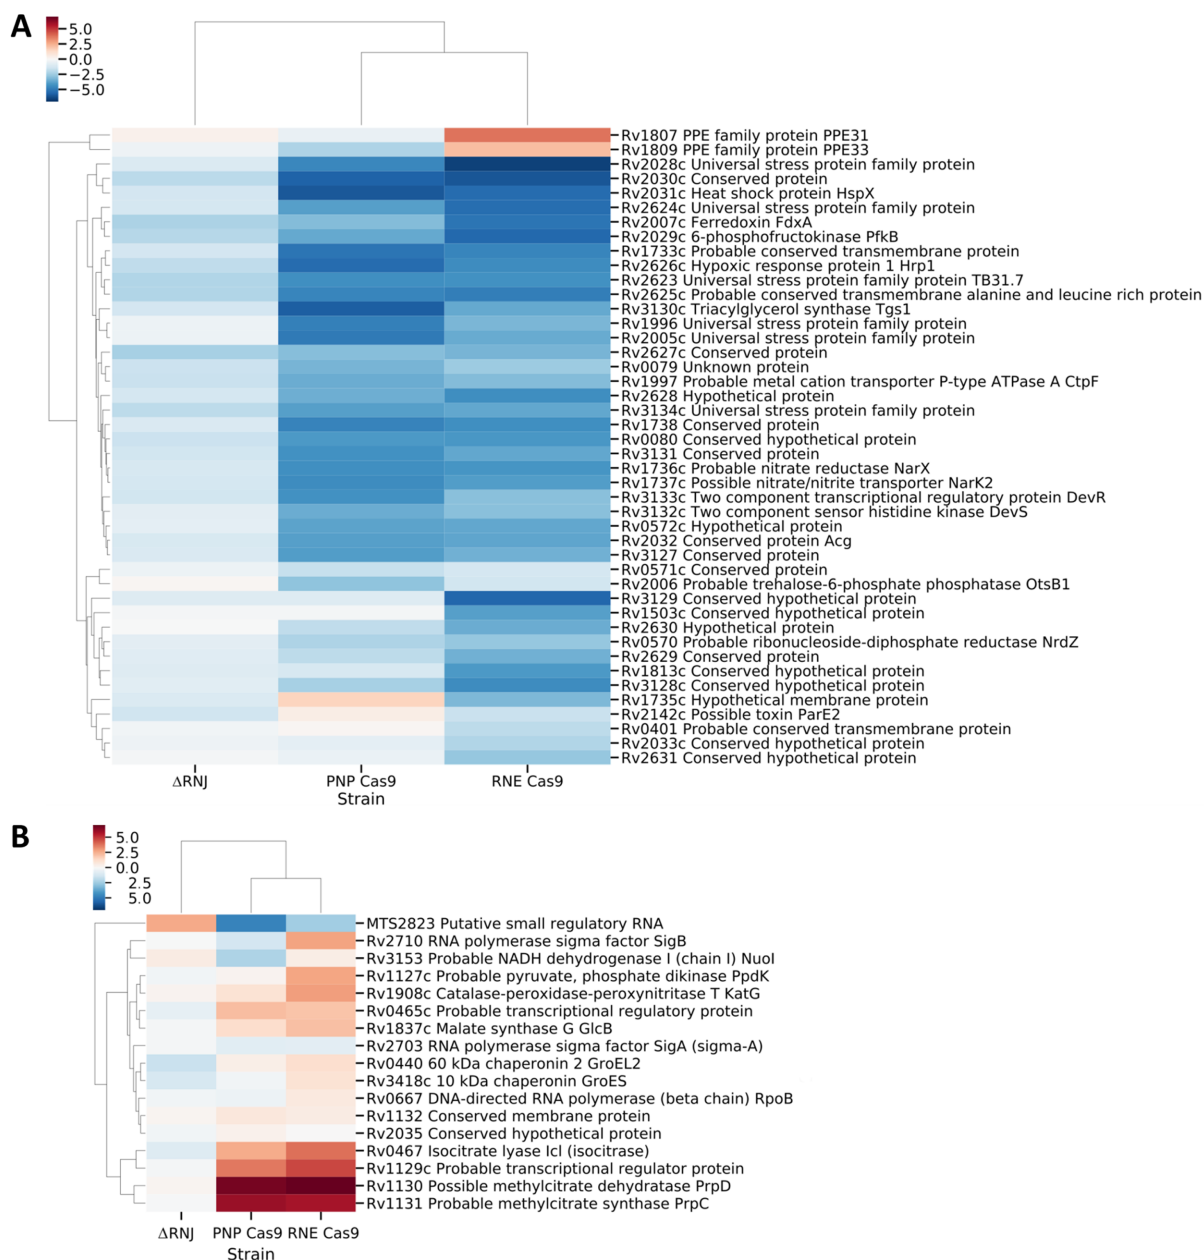 A
5.0
2.5
0.0
−2.5
−5.0
Rv1807 PPE family protein PPE31
Rv1809 PPE family protein PPE33
Rv2028c Universal stress protein family protein
Rv2030c Conserved protein
Rv2031c Heat shock protein HspX
Rv2624c Universal stress protein family protein
Rv2007c Ferredoxin FdxA
Rv2029c 6-phosphofructokinase PfkB
Rv1733c Probable conserved transmembrane protein
Rv2626c Hypoxic response protein 1 Hrp1
Rv2623 Universal stress protein family protein TB31.7
Rv2625c Probable conserved transmembrane alanine and leucine rich protein
Rv3130c Triacylglycerol synthase Tgs1
Rv1996 Universal stress protein family protein
Rv2005c Universal stress protein family protein
Rv2627c Conserved protein
Rv0079 Unknown protein
Rv1997 Probable metal cation transporter P-type ATPase A CtpF
Rv2628 Hypothetical protein
Rv3134c Universal stress protein family protein
Rv1738 Conserved protein
Rv0080 Conserved hypothetical protein
Rv3131 Conserved protein
Rv1736c Probable nitrate reductase NarX
Rv1737c Possible nitrate/nitrite transporter NarK2
Rv3133c Two component transcriptional regulatory protein DevR
Rv3132c Two component sensor histidine kinase DevS
Rv0572c Hypothetical protein
Rv2032 Conserved protein Acg
Rv3127 Conserved protein
Rv0571c Conserved protein
Rv2006 Probable trehalose-6-phosphate phosphatase OtsB1
Rv3129 Conserved hypothetical protein
Rv1503c Conserved hypothetical protein
Rv2630 Hypothetical protein
Rv0570 Probable ribonucleoside-diphosphate reductase NrdZ
Rv2629 Conserved protein
Rv1813c Conserved hypothetical protein
Rv3128c Conserved hypothetical protein
Rv1735c Hypothetical membrane protein
Rv2142c Possible toxin ParE2
Rv0401 Probable conserved transmembrane protein
Rv2033c Conserved hypothetical protein
Rv2631 Conserved hypothetical protein
ΔRNJ PNP Cas9 RNE Cas9
Strain
B
5.0
2.5
0.0
2.5
5.0
MTS2823 Putative small regulatory RNA
Rv2710 RNA polymerase sigma factor SigB
Rv3153 Probable NADH dehydrogenase I (chain I) NuoI
Rv1127c Probable pyruvate, phosphate dikinase PpdK
Rv1908c Catalase-peroxidase-peroxynitritase T KatG
Rv0465c Probable transcriptional regulatory protein
Rv1837c Malate synthase G GlcB
Rv2703 RNA polymerase sigma factor SigA (sigma-A)
Rv0440 60 kDa chaperonin 2 GroEL2
Rv3418c 10 kDa chaperonin GroES
Rv0667 DNA-directed RNA polymerase (beta chain) RpoB
Rv1132 Conserved membrane protein
Rv2035 Conserved hypothetical protein
Rv0467 Isocitrate lyase Icl (isocitrase)
Rv1129c Probable transcriptional regulator protein
Rv1130 Possible methylcitrate dehydratase PrpD
Rv1131 Probable methylcitrate synthase PrpC
ΔRNJ PNP Cas9 RNE Cas9
Strain